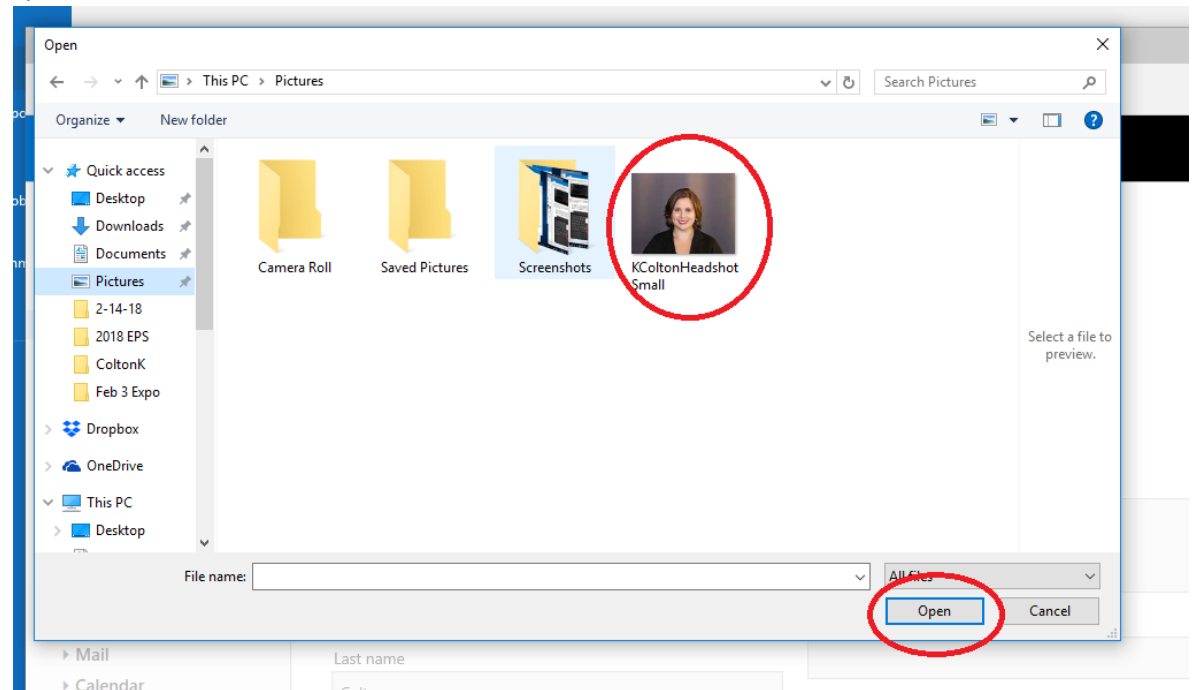 Open
This PC > Pictures
Search Pictures
Organize
New folder
Quick access
Desktop
Downloads
Documents
Pictures
2-14-18
2018 EPS
ColtonK
Feb 3 Expo
Dropbox
OneDrive
This PC
Desktop
Camera Roll
Saved Pictures
Screenshots
KColtonHeadshot
Small
Select a file to
preview.
File name:
All files
Open
Cancel
Mail
Calendar
Last name